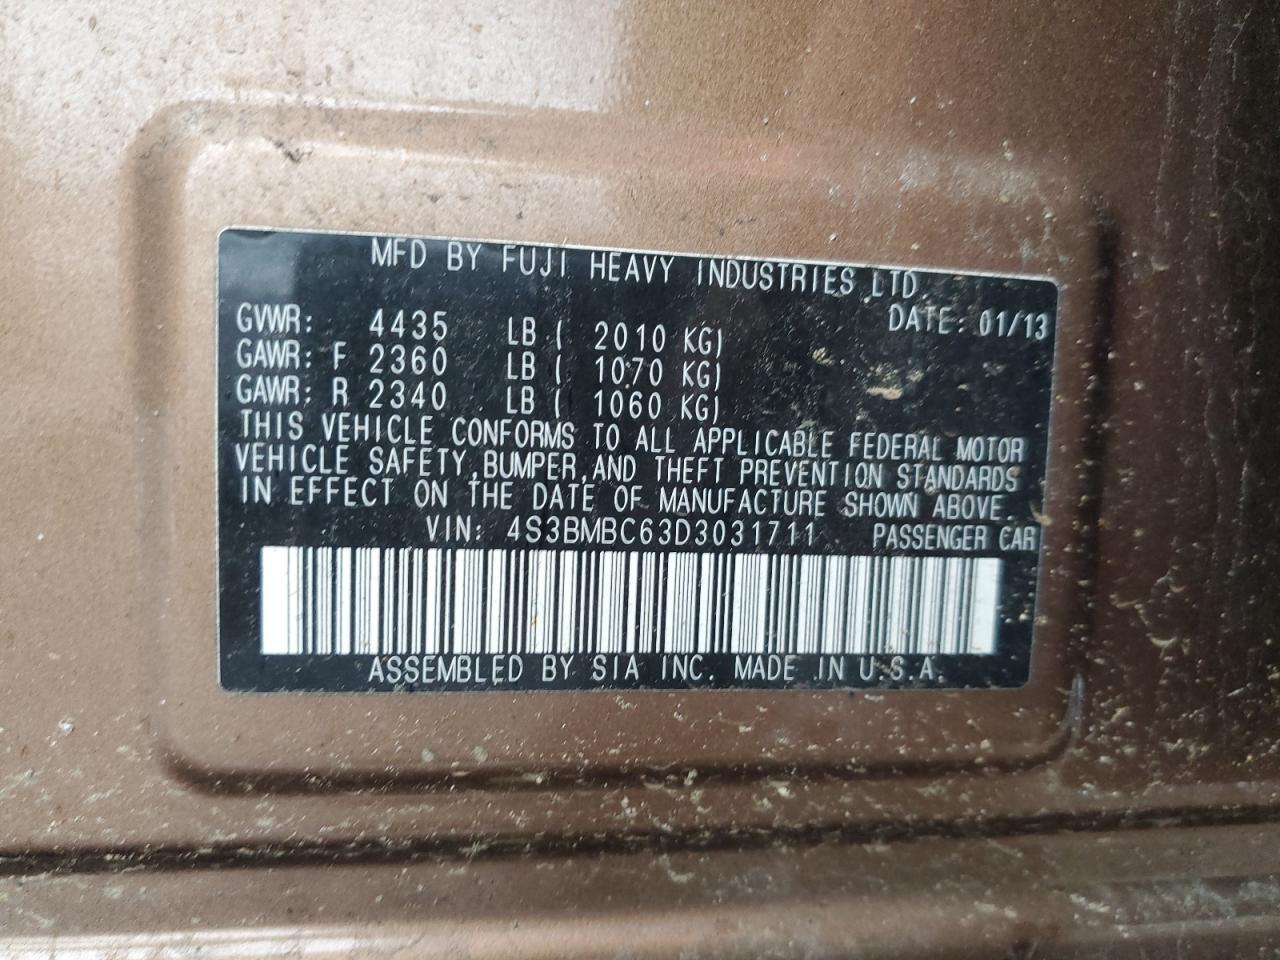 MFD BY FUJI HEAVY INDUSTRIES LTD
DATE: 01/13
GVWR: 4435 LB ( 2010 KG)
GAWR: F 2360 LB ( 1070 KG)
GAWR: R 2340 LB ( 1060 KG)
THIS VEHICLE CONFORMS TO ALL APPLICABLE FEDERAL MOTOR
VEHICLE SAFETY, BUMPER, AND THEFT PREVENTION STANDARDS
IN EFFECT ON THE DATE OF MANUFACTURE SHOWN ABOVE.
VIN: 4S3BMBC63D3031711 PASSENGER CAR
ASSEMBLED BY SIA INC. MADE IN U.S.A.